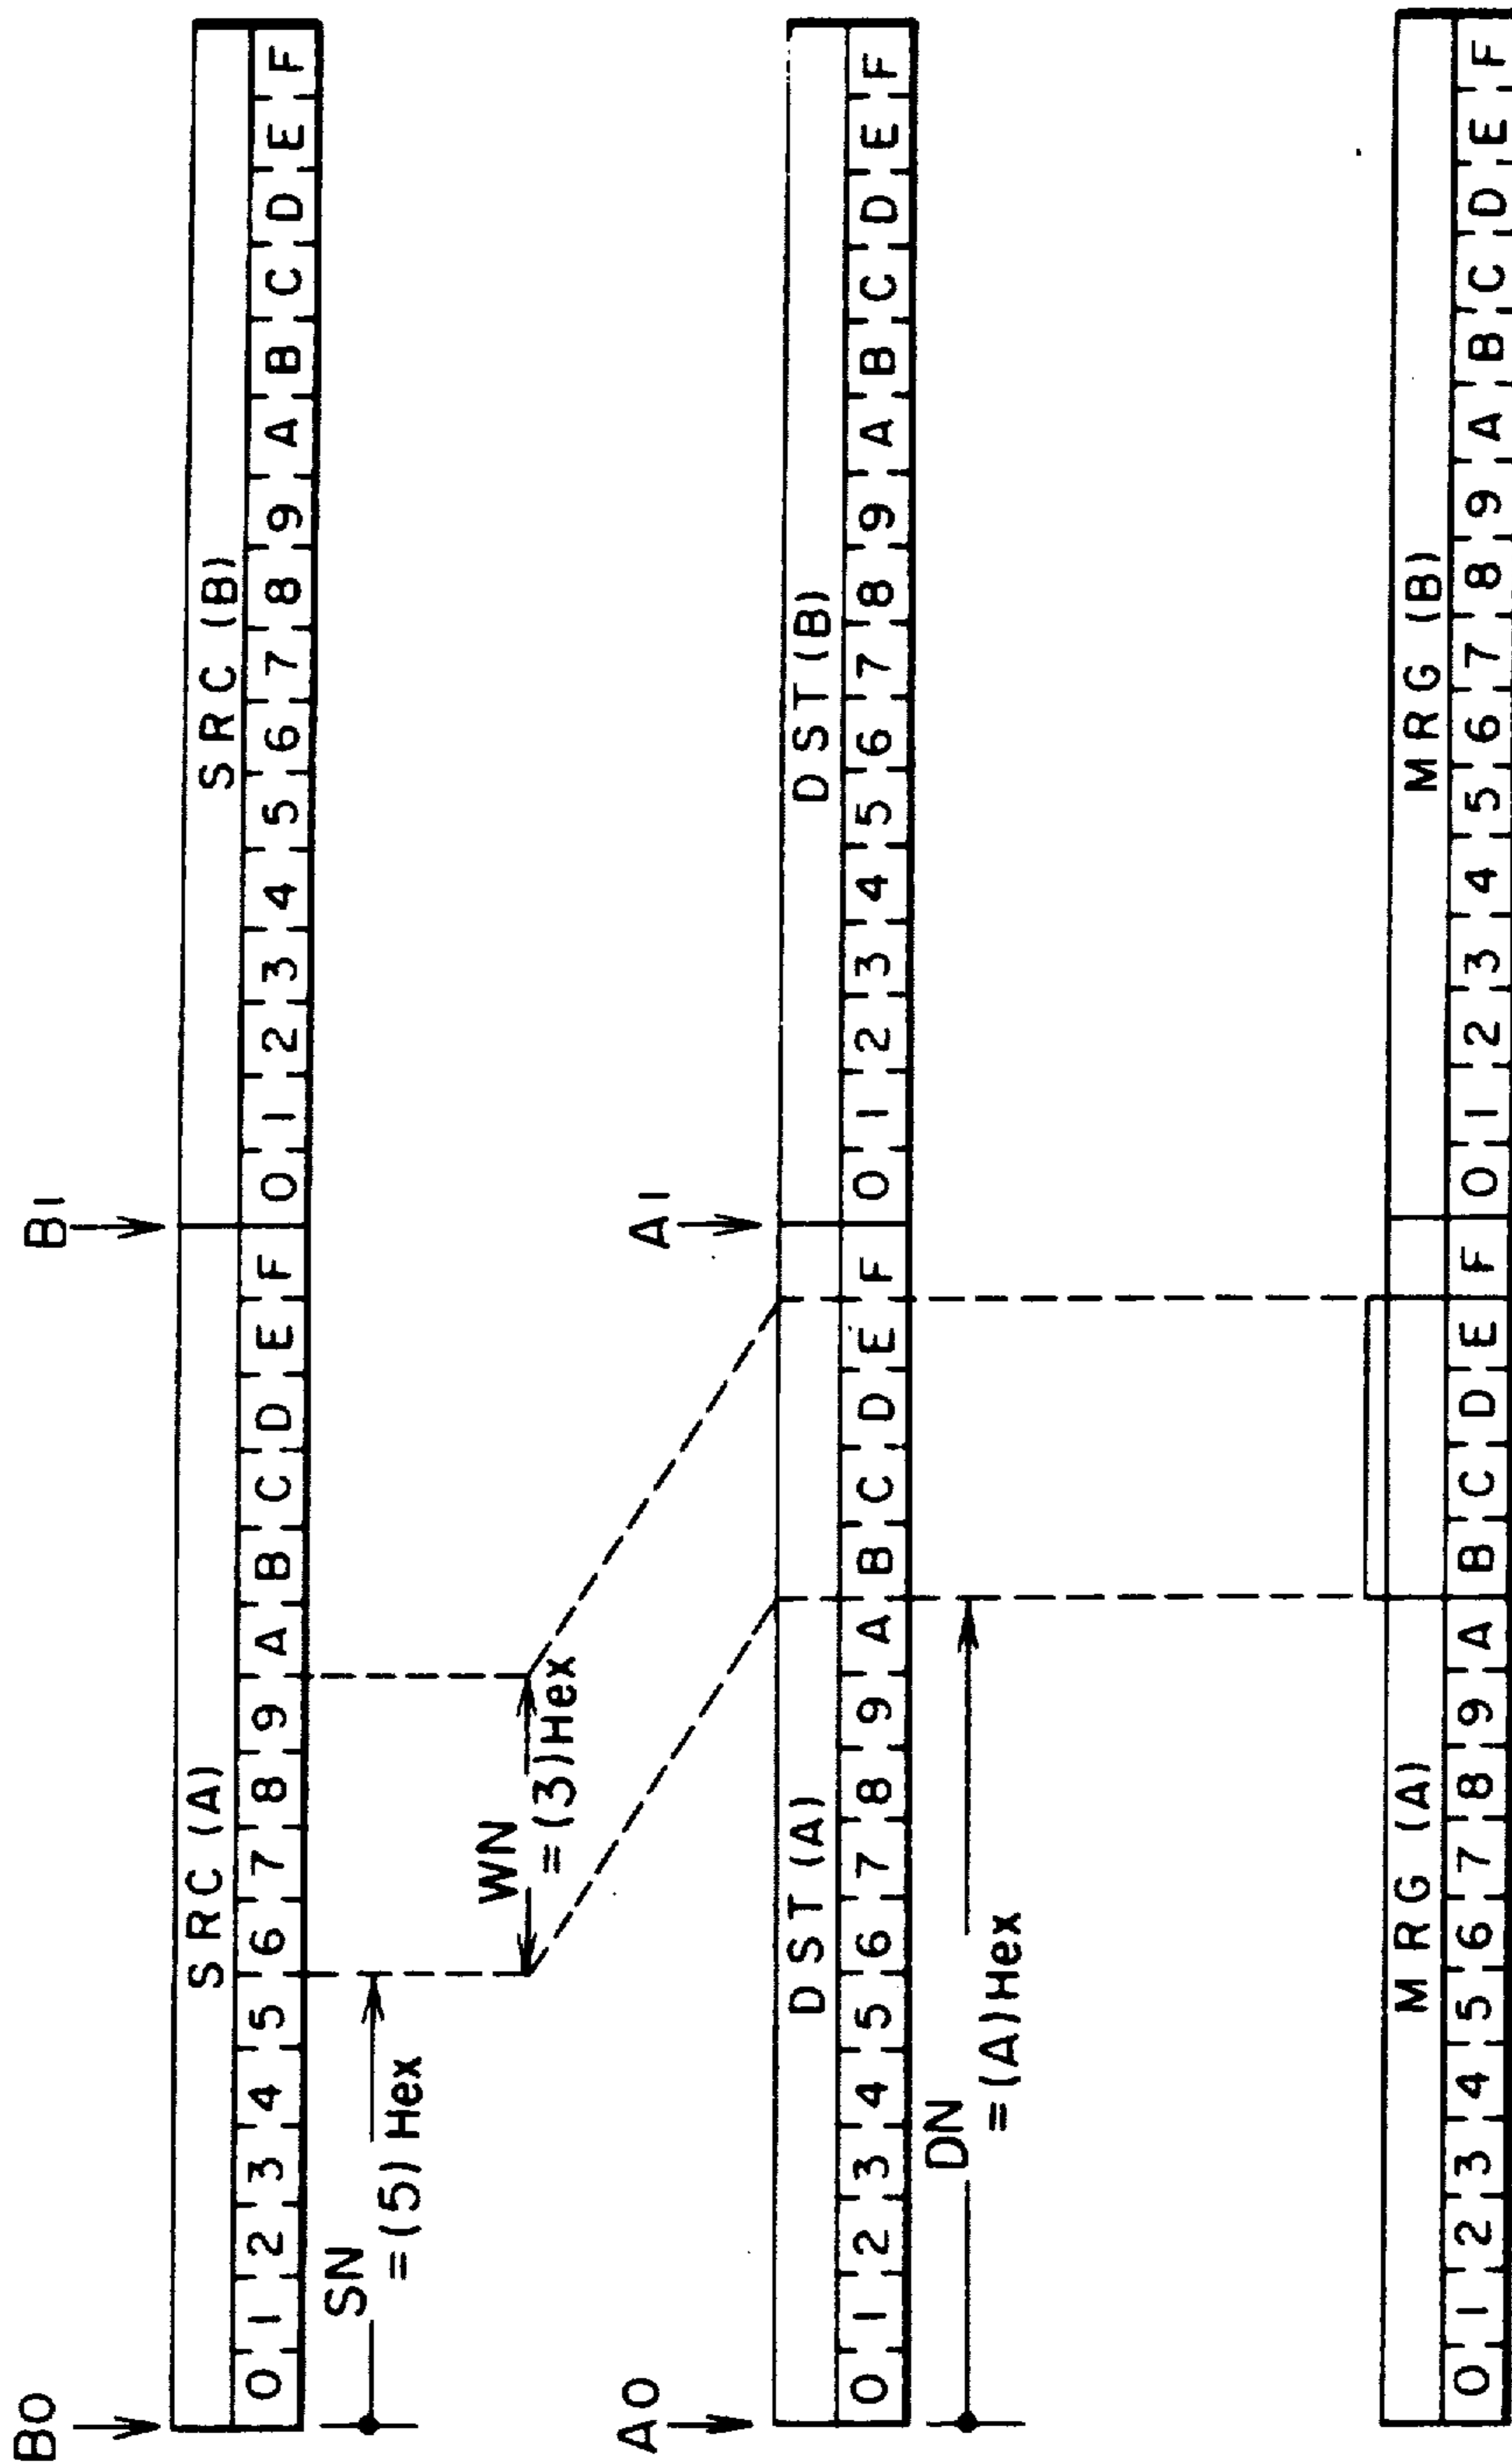 B0 B1
SRC (A) SRC (B)
0 1 2 3 4 5 6 7 8 9 A B C D E F 0 1 2 3 4 5 6 7 8 9 A B C D E F
SN
=(5) Hex
WN
=(3) Hex
A0 A1
DST (A) DST (B)
0 1 2 3 4 5 6 7 8 9 A B C D E F 0 1 2 3 4 5 6 7 8 9 A B C D E F
DN
=(A) Hex
MRG (A) MRG (B)
0 1 2 3 4 5 6 7 8 9 A B C D E F 0 1 2 3 4 5 6 7 8 9 A B C D E F